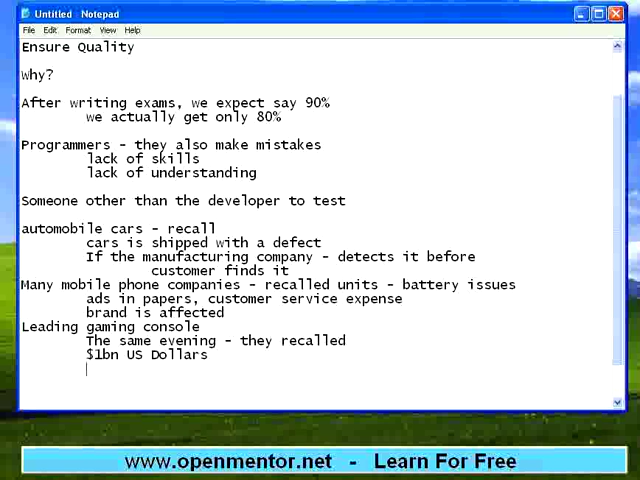 Untitled - Notepad
File Edit Format View Help
Ensure Quality
Why?
After writing exams, we expect say 90%
we actually get only 80%
Programmers - they also make mistakes
lack of skills
lack of understanding
Someone other than the developer to test
automobile cars - recall
cars is shipped with a defect
If the manufacturing company - detects it before
customer finds it
Many mobile phone companies - recalled units - battery issues
ads in papers, customer service expense
brand is affected
Leading gaming console
The same evening - they recalled
$1bn US Dollars
www.openmentor.net - Learn For Free